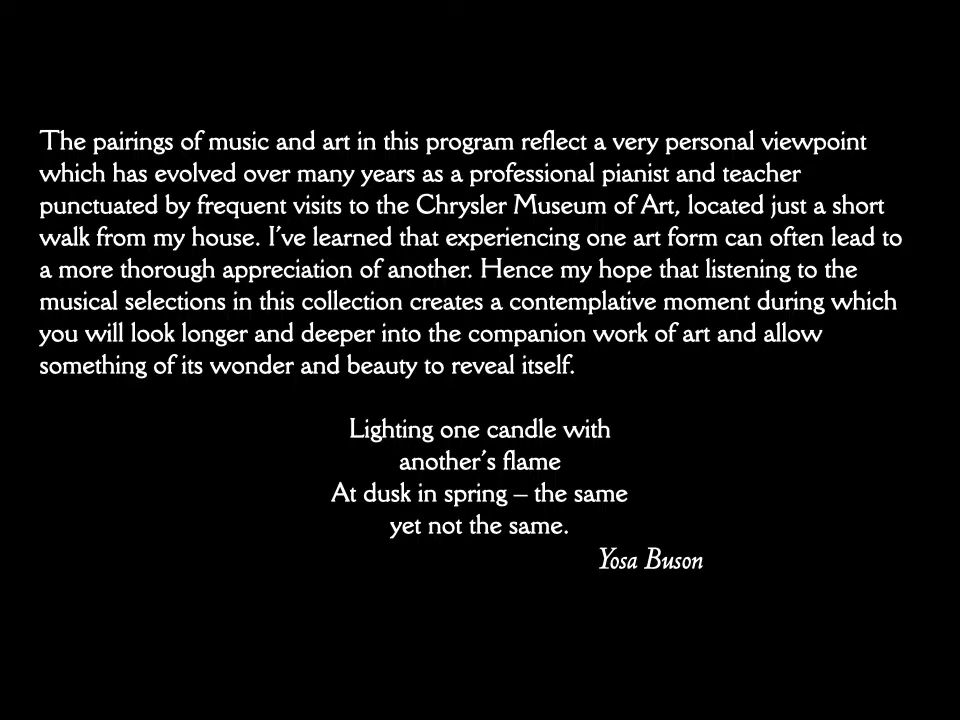 The pairings of music and art in this program reflect a very personal viewpoint
which has evolved over many years as a professional pianist and teacher
punctuated by frequent visits to the Chrysler Museum of Art, located just a short
walk from my house. I've learned that experiencing one art form can often lead to
a more thorough appreciation of another. Hence my hope that listening to the
musical selections in this collection creates a contemplative moment during which
you will look longer and deeper into the companion work of art and allow
something of its wonder and beauty to reveal itself.
Lighting one candle with
another's flame
At dusk in spring – the same
yet not the same.
Yosa Buson